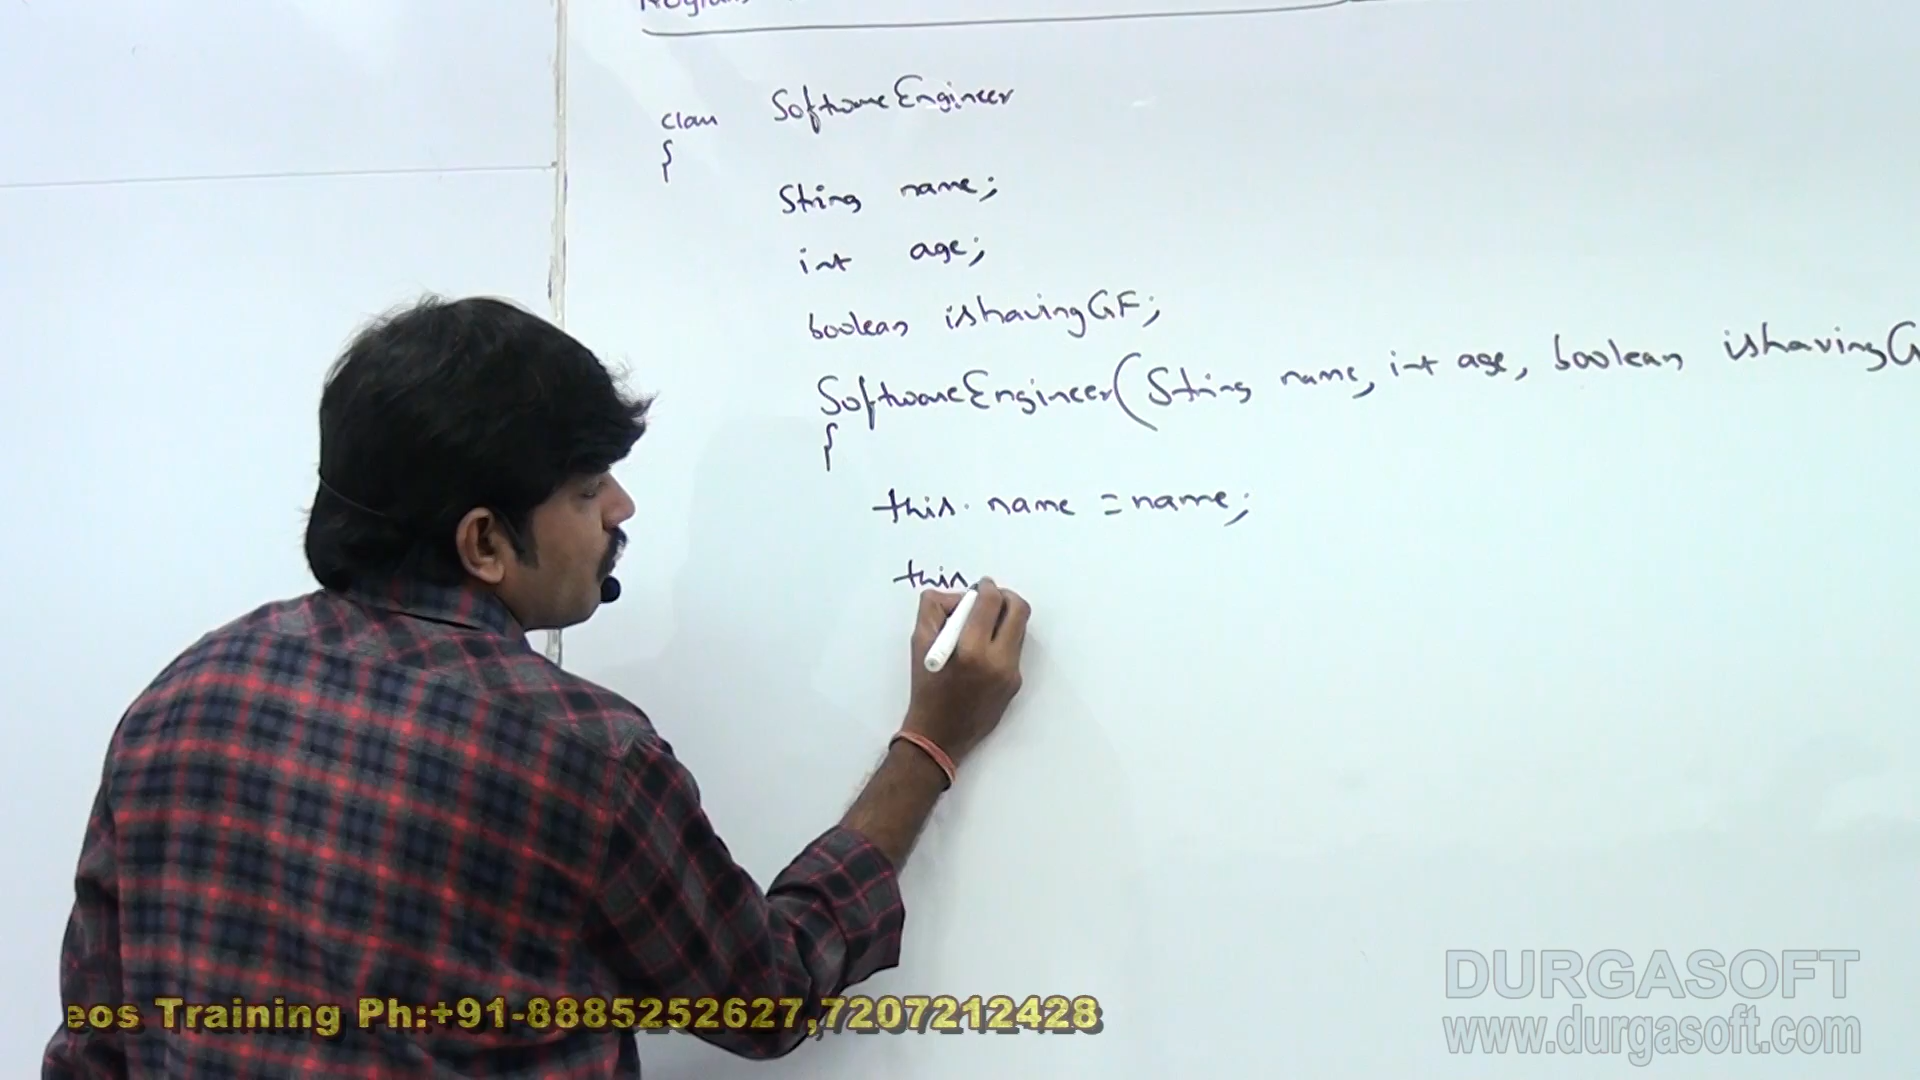 class SoftwareEngineer
{
String name;
int age;
boolean ishavingGF;
SoftwareEngineer(String name, int age, boolean ishavingG
{
this.name = name;
this.
DURGASOFT
www.durgasoft.com
eos Training Ph:+91-8885252627,7207212428